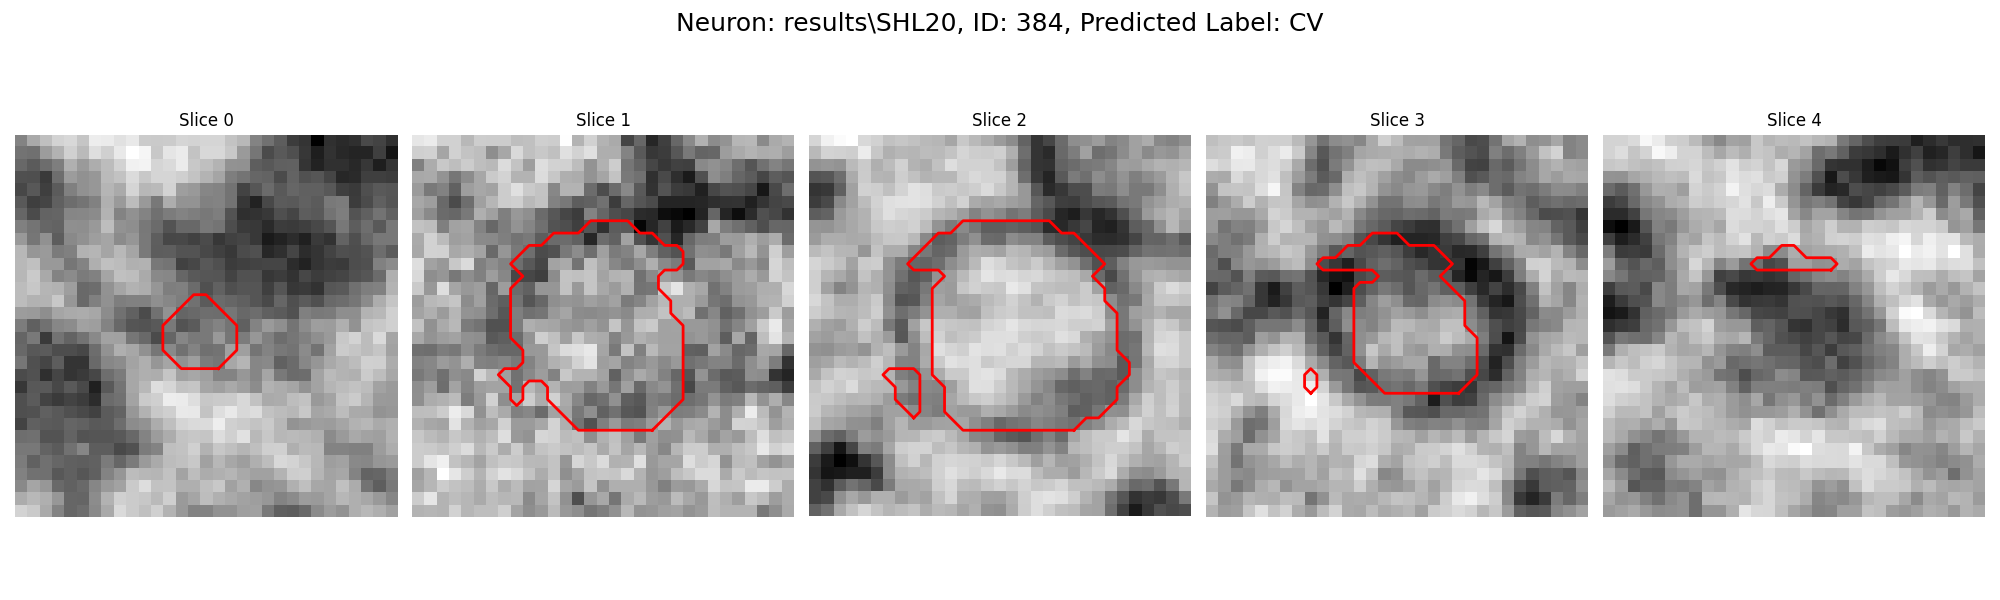 Neuron: results\SHL20, ID: 384, Predicted Label: CV
Slice 0
Slice 1
Slice 2
Slice 3
Slice 4